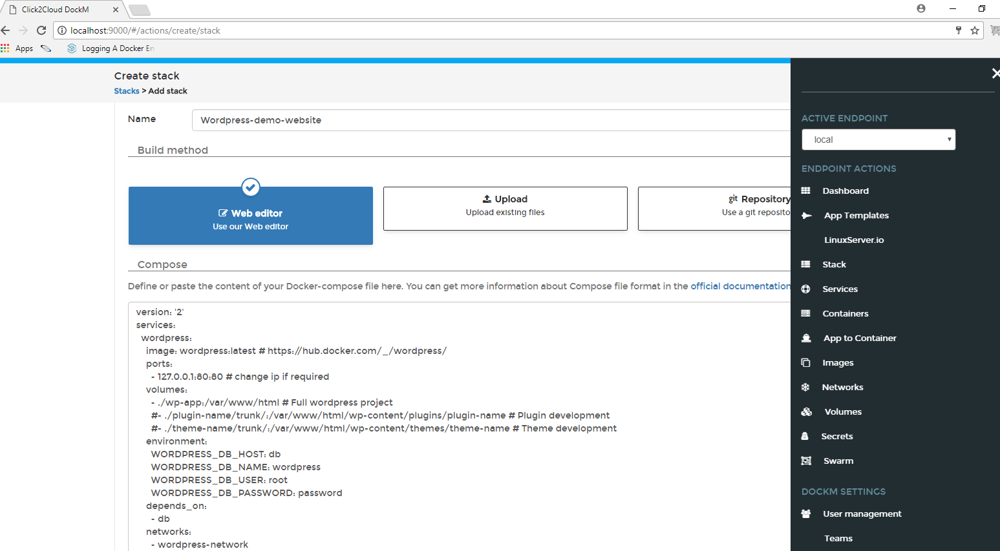 Click2Cloud DockM
localhost:9000/#/actions/create/stack
Apps
Logging A Docker En
Create stack
Stacks > Add stack
Name
Wordpress-demo-website
Build method
Web editor
Use our Web editor
Upload
Upload existing files
git Repository
Use a git reposito
Compose
Define or paste the content of your Docker-compose file here. You can get more information about Compose file format in the official documentation
version: '2'
services:
wordpress:
image: wordpress:latest # https://hub.docker.com/_/wordpress/
ports:
- 127.0.0.1:80:80 # change ip if required
volumes:
- ./wp-app:/var/www/html # Full wordpress project
#- ./plugin-name/trunk/:/var/www/html/wp-content/plugins/plugin-name # Plugin development
#- ./theme-name/trunk/:/var/www/html/wp-content/themes/theme-name # Theme development
environment:
WORDPRESS_DB_HOST: db
WORDPRESS_DB_NAME: wordpress
WORDPRESS_DB_USER: root
WORDPRESS_DB_PASSWORD: password
depends_on:
- db
networks:
- wordpress-network
ACTIVE ENDPOINT
local
ENDPOINT ACTIONS
Dashboard
App Templates
LinuxServer.io
Stack
Services
Containers
App to Container
Images
Networks
Volumes
Secrets
Swarm
DOCKM SETTINGS
User management
Teams